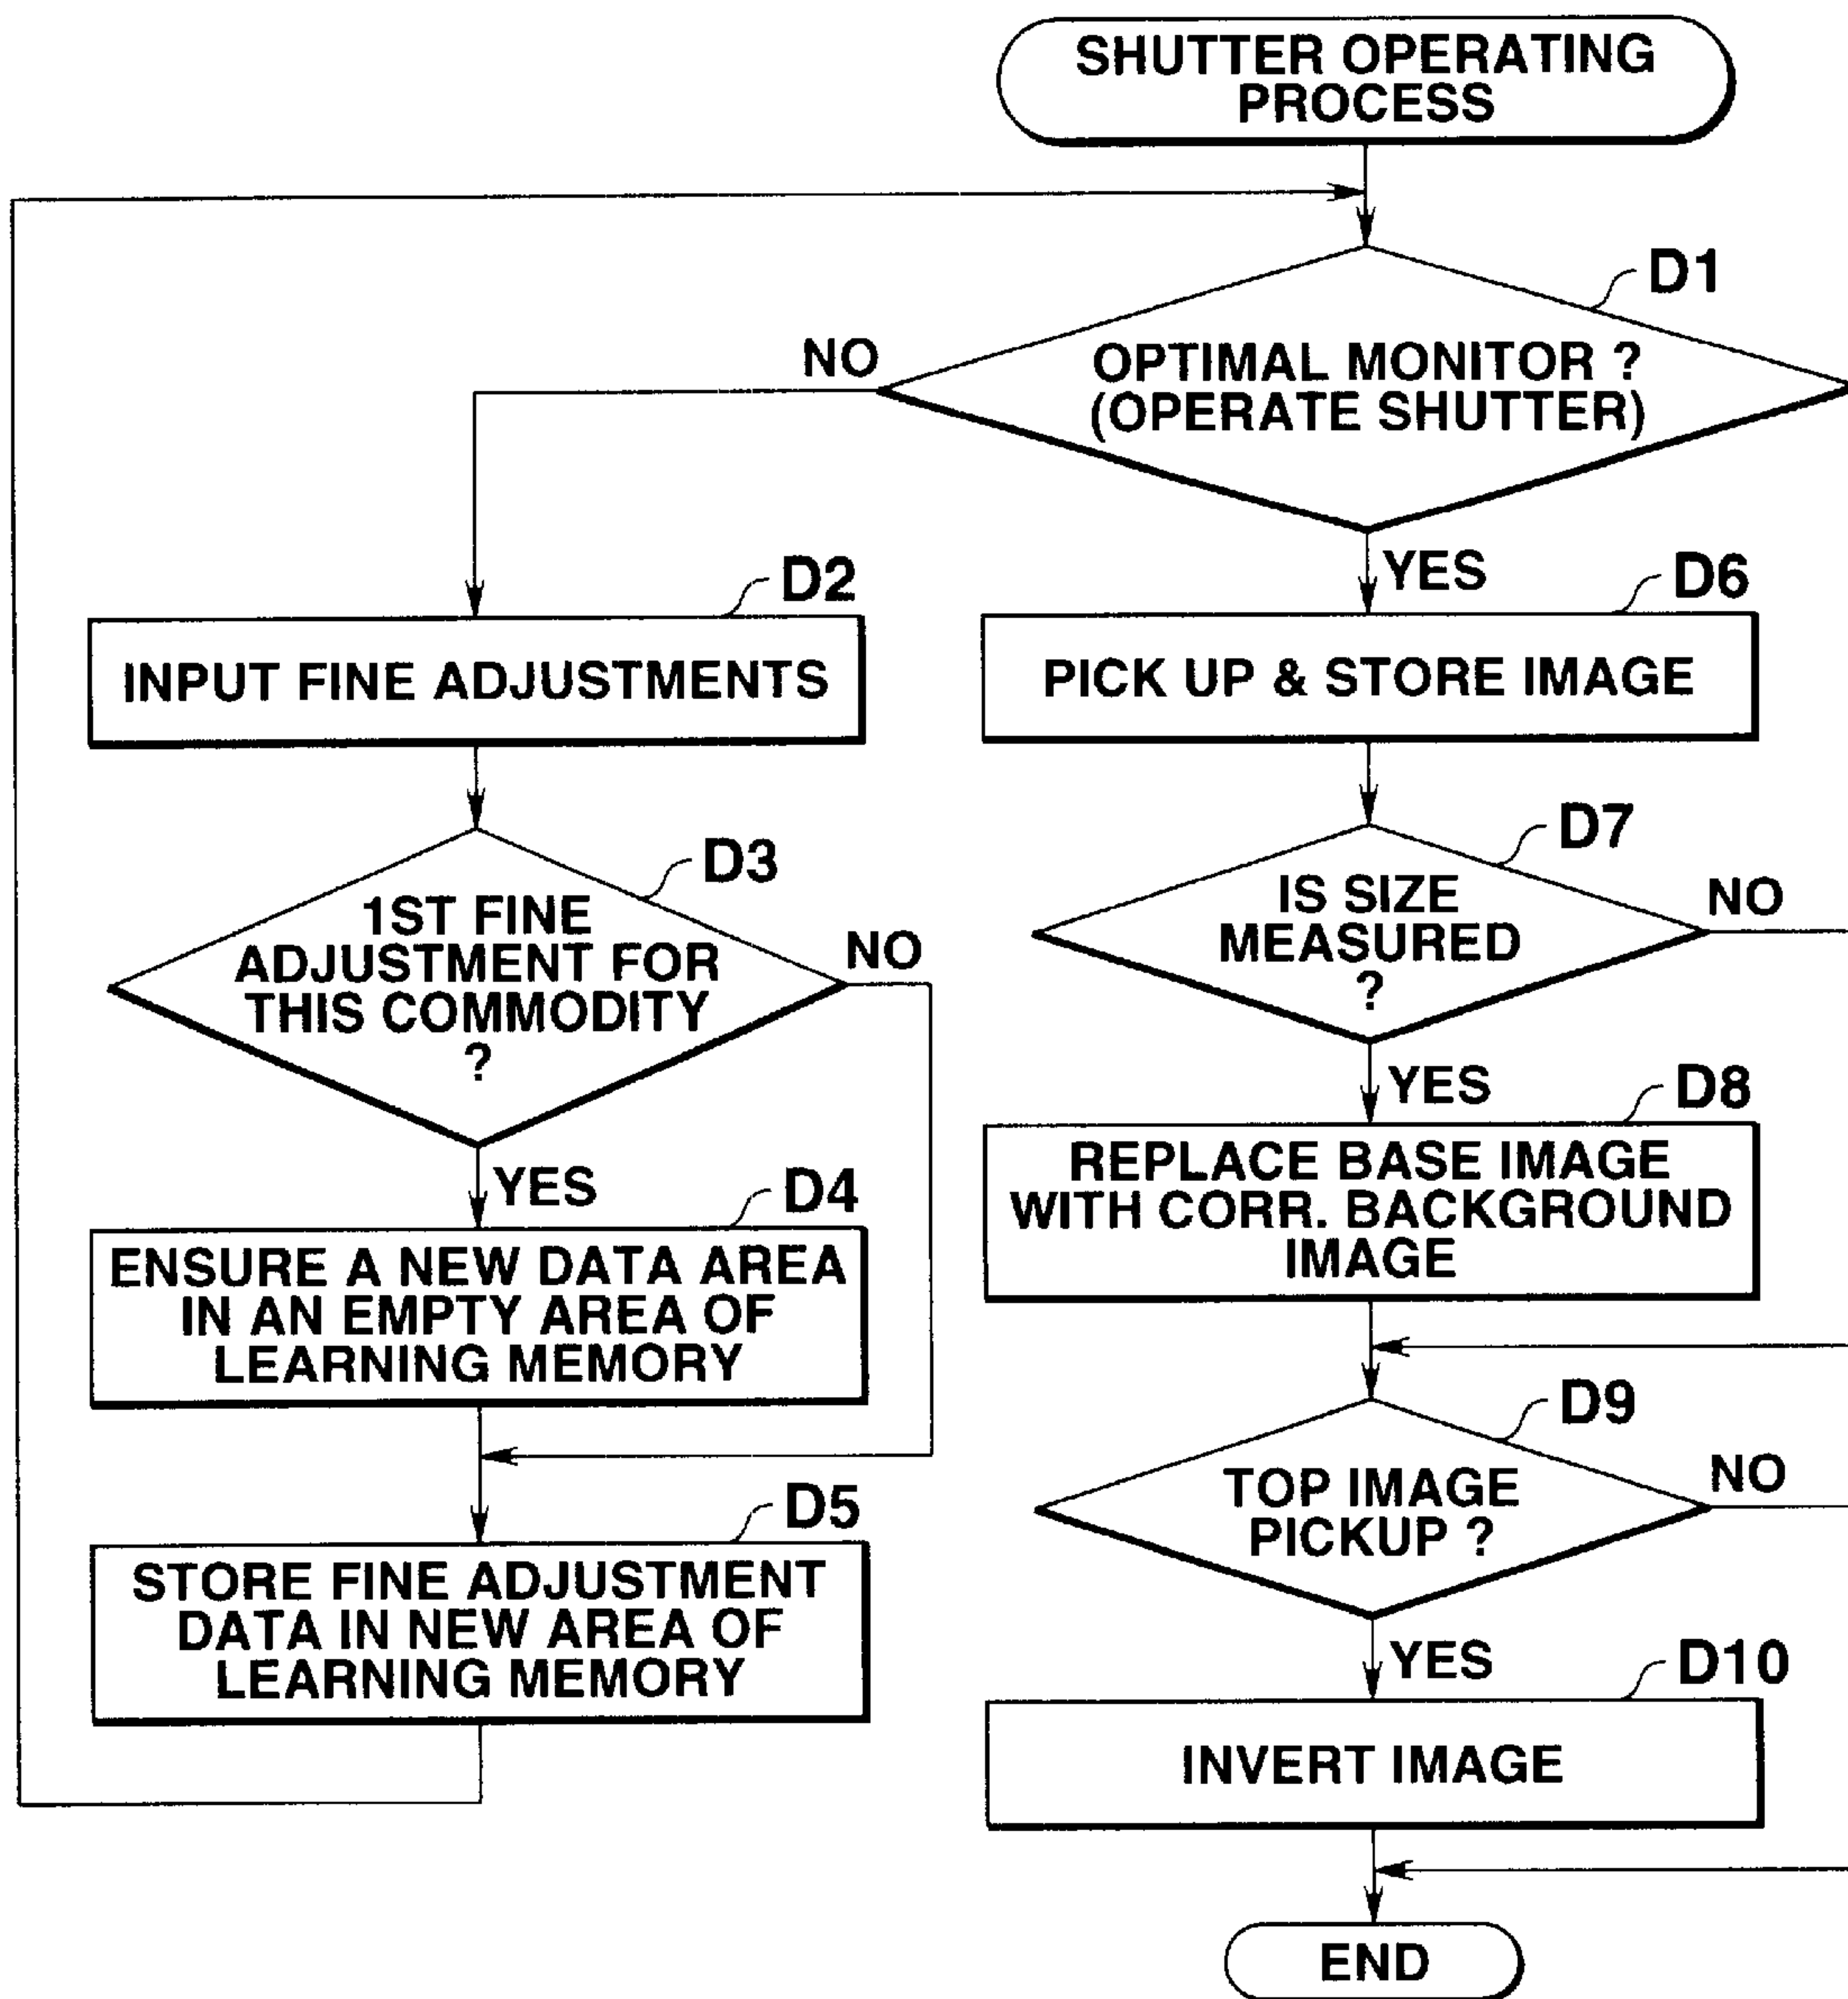 SHUTTER OPERATING
PROCESS
D1
NO
OPTIMAL MONITOR ?
(OPERATE SHUTTER)
YES
D2
INPUT FINE ADJUSTMENTS
D3
1ST FINE
ADJUSTMENT FOR
THIS COMMODITY
?
NO
YES
D4
ENSURE A NEW DATA AREA
IN AN EMPTY AREA OF
LEARNING MEMORY
D5
STORE FINE ADJUSTMENT
DATA IN NEW AREA OF
LEARNING MEMORY
D6
PICK UP & STORE IMAGE
D7
IS SIZE
MEASURED
?
NO
YES
D8
REPLACE BASE IMAGE
WITH CORR. BACKGROUND
IMAGE
D9
TOP IMAGE
PICKUP ?
NO
YES
D10
INVERT IMAGE
END